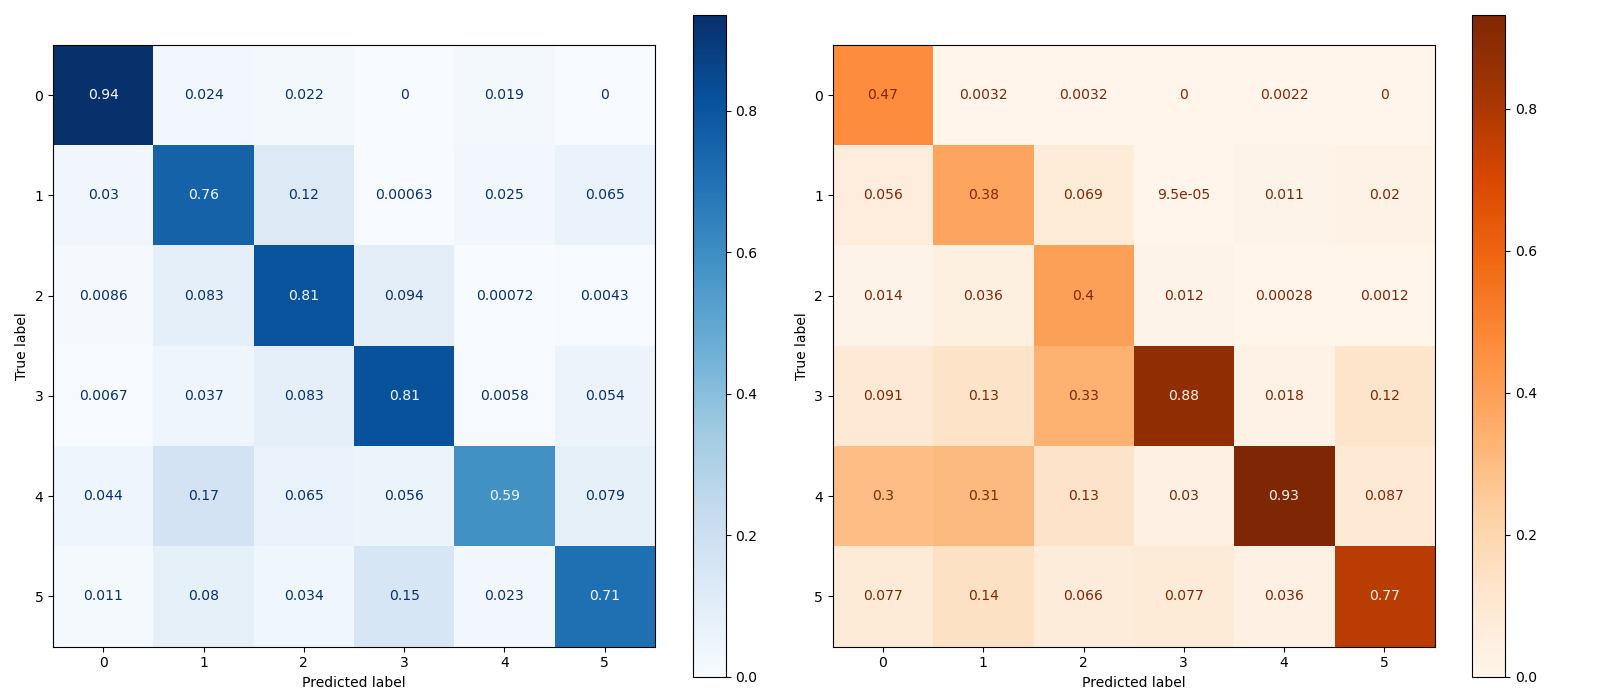 0 0.94 0.024 0.022 0 0.019 0
1 0.03 0.76 0.12 0.00063 0.025 0.065
2 0.0086 0.083 0.81 0.094 0.00072 0.0043
3 0.0067 0.037 0.083 0.81 0.0058 0.054
4 0.044 0.17 0.065 0.056 0.59 0.079
5 0.011 0.08 0.034 0.15 0.023 0.71
0 1 2 3 4 5
True label
Predicted label
0.8
0.6
0.4
0.2
0.0
0 0.47 0.0032 0.0032 0 0.0022 0
1 0.056 0.38 0.069 9.5e-05 0.011 0.02
2 0.014 0.036 0.4 0.012 0.00028 0.0012
3 0.091 0.13 0.33 0.88 0.018 0.12
4 0.3 0.31 0.13 0.03 0.93 0.087
5 0.077 0.14 0.066 0.077 0.036 0.77
0 1 2 3 4 5
True label
Predicted label
0.8
0.6
0.4
0.2
0.0